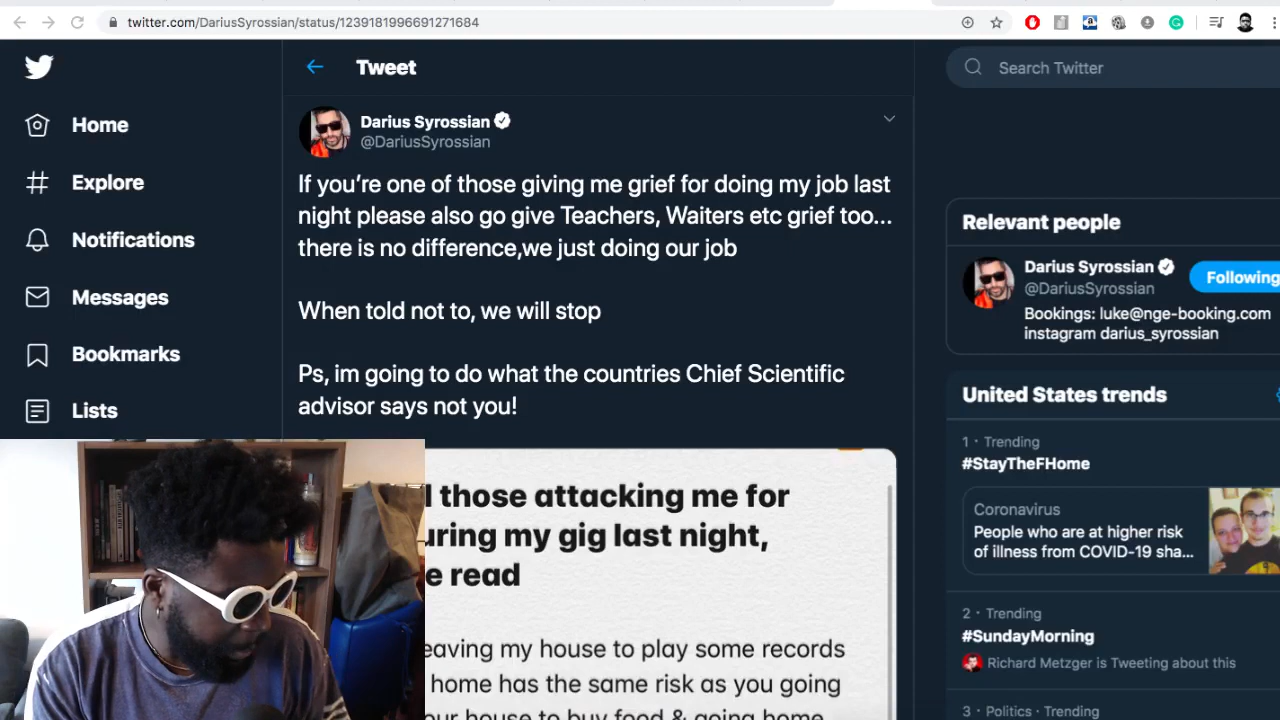 twitter.com/DariusSyrossian/status/1239181996691271684
Tweet
Search Twitter
Home
Explore
Notifications
Messages
Bookmarks
Lists
Darius Syrossian
@DariusSyrossian
If you’re one of those giving me grief for doing my job last
night please also go give Teachers, Waiters etc grief too...
there is no difference,we just doing our job
When told not to, we will stop
Ps, im going to do what the countries Chief Scientific
advisor says not you!
those attacking me for
uring my gig last night,
e read
eaving my house to play some records
home has the same risk as you going
our house to buy food & going home
Relevant people
Darius Syrossian
@DariusSyrossian
Following
Bookings: luke@nge-booking.com
instagram darius_syrossian
United States trends
1 · Trending
#StayTheFHome
Coronavirus
People who are at higher risk
of illness from COVID-19 sha...
2 · Trending
#SundayMorning
Richard Metzger is Tweeting about this
3 · Politics · Trending